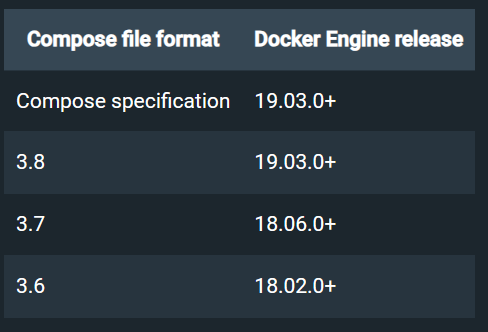 Compose file format Docker Engine release
Compose specification 19.03.0+
3.8 19.03.0+
3.7 18.06.0+
3.6 18.02.0+